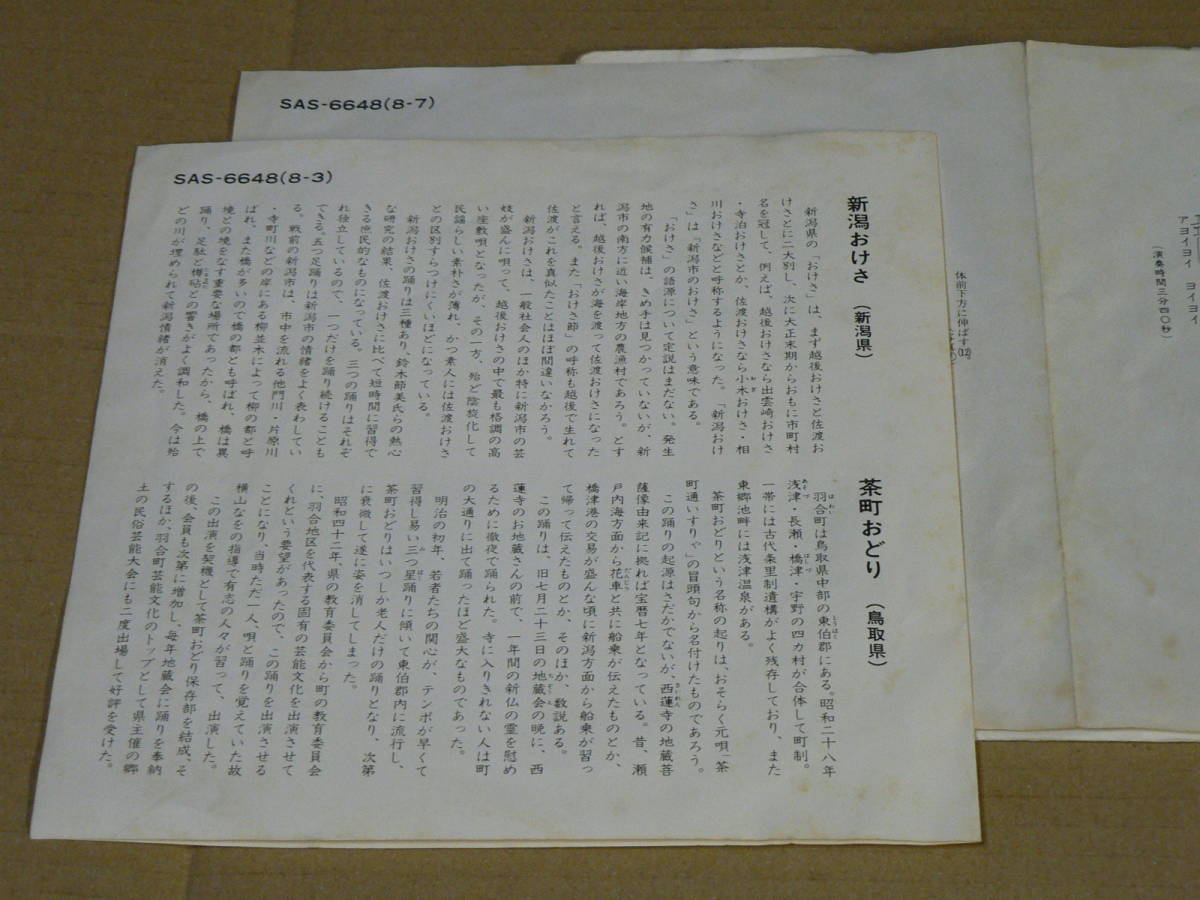 SAS-6648(8-7)
SAS-6648(8-3)
新潟おけさ (新潟県)
新潟県の「おけさ」は、まず越後おけさと佐渡お
けさとに二大別し、次に大正末期からおもに市町村
名を冠して、例えば、越後おけさなら出雲崎おけさ
・寺泊おけさとか、佐渡おけさなら小木おけさ・相
川おけさなどと呼称するようになった。「新潟おけ
さ」は「新潟市のおけさ」という意味である。
「おけさ」の語源について定説はまだない。発生
地の有力候補は、きめ手は見つかっていないが、新
潟市の南方に近い海岸地方の農漁村であろう。とす
れば、越後おけさが海を渡って佐渡おけさになった
と言える。また「おけさ節」の呼称も越後で生れて
佐渡がこれを真似たことはほぼ間違いなかろう。
新潟おけさは、一般社会人のほか特に新潟市の芸
妓が盛んに唄って、越後おけさの中で最も格調の高
い座敷唄となったが、その一方、殆ど陰旋化して
民謡らしい素朴さが薄れ、かつ素人には佐渡おけさ
との区別すらつけにくいほどになっている。
新潟おけさの踊りは三種あり、鈴木節美氏らの熱心
な研究の結果、佐渡おけさに比べて短時間に習得で
きる庶民的なものになっている。三つの踊りはそれぞ
れ独立しているので、一つだけを踊り続けることも
できる。五つ足踊りは新潟市の情緒をよく表わしてい
る。戦前の新潟市は、市中を流れる他門川・片原川
・寺町川などの岸にある柳並木によって柳の都と呼
ばれ、また橋が多いので橋の都とも呼ばれ、橋は異
境との境をなす重要な場所であったから、橋の上で
踊り、足駄と樽砧どの響きがよく調和した。今は殆
どの川が埋められて新潟情緒が消えた。
茶町おどり (鳥取県)
羽合町は鳥取県中部の東伯郡にある。昭和二十八年
浅津・長瀬・橋津・宇野の四カ村が合体して町制。
一帯には古代条里制遺構がよく残存しており、また
東郷池畔には浅津温泉がある。
茶町おどりという名称の起りは、おそらく元唄、茶
町通いすりゃ」の冒頭句から名付けたものであろう。
この踊りの起源はさだかでないが、西蓮寺の地蔵菩
薩像由来記に拠れば宝暦七年となっている。昔、瀬
戸内海方面から花車と共に船乗が伝えたものとか、
橋津港の交易が盛んな頃に新潟方面から船乗が習っ
て帰って伝えたものとか、そのほか、数説ある。
この踊りは、旧七月二十三日の地蔵会の晩に、西
蓮寺のお地蔵さんの前で、一年間の新仏の霊を慰め
るために徹夜で踊られた。寺に入りきれない人は町
の大通りに出て踊ったほど盛大なものであった。
明治の初年、若者たちの関心が、テンポが早くて
習得し易い三つ星踊りに傾いて東伯郡内に流行し、
茶町おどりはいつしか老人だけの踊りとなり、次第
に衰微して遂に姿を消してしまった。
昭和四十二年、県の教育委員会から町の教育委員会
に、羽合地区を代表する固有の芸能文化を出演させて
くれという要望があったので、この踊りを出演させる
ことになり、当時ただ一人、唄と踊りを覚えていた故
横山なをの指導で有志の人々が習って、出演した。
この出演を契機として茶町おどり保存部を結成、そ
の後、会員も次第に増加し、毎年地蔵会に踊りを奉納
するほか、羽合町芸能文化のトップとして県主催の郷
土の民俗芸能大会にも二度出場して好評を受けた。
アヨイヨイ ヨイヨイ
(演奏時間三分四〇秒)
体前下方に伸ばす(12)